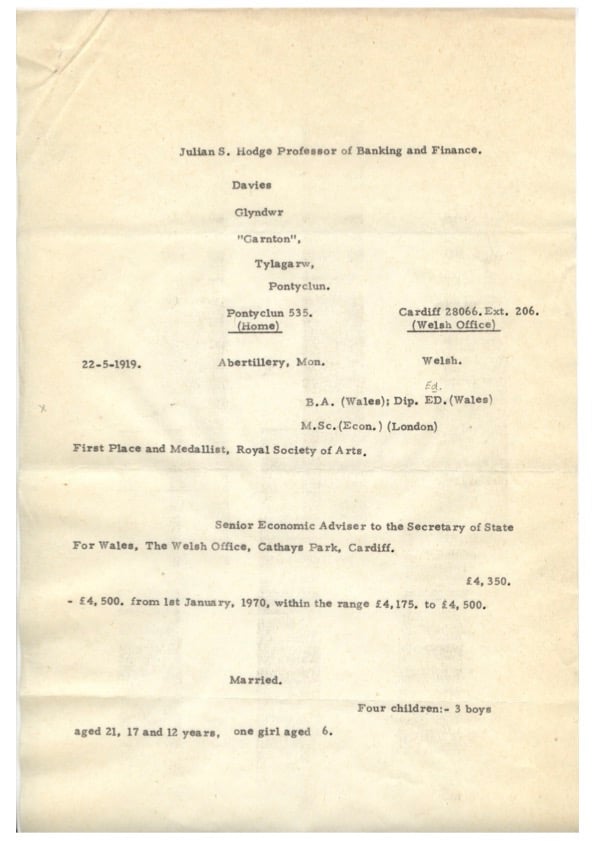 Julian S. Hodge Professor of Banking and Finance.
Davies
Glyndwr
"Garnton",
Tylagarw,
Pontyclun.
Pontyclun 535. Cardiff 28066. Ext. 206.
(Home) (Welsh Office)
22-5-1919. Abertillery, Mon. Welsh.
Ed.
B.A. (Wales); Dip. ED. (Wales)
M.Sc. (Econ.) (London)
First Place and Medallist, Royal Society of Arts.
Senior Economic Adviser to the Secretary of State
For Wales, The Welsh Office, Cathays Park, Cardiff.
£4, 350.
- £4, 500. from 1st January, 1970, within the range £4,175. to £4, 500.
Married.
Four children:- 3 boys
aged 21, 17 and 12 years, one girl aged 6.